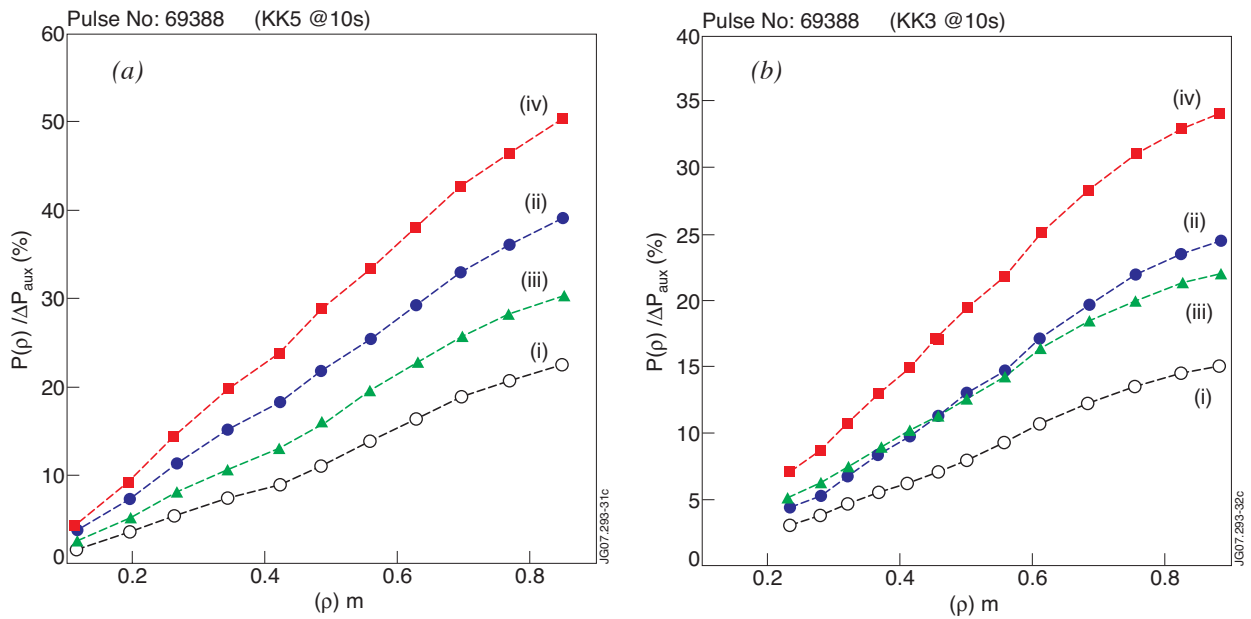 Pulse No: 69388 (KK5 @10s)
(a)
60
50
40
30
20
10
0
P(ρ) /ΔPaux (%)
(iv)
(ii)
(iii)
(i)
0.2 0.4 0.6 0.8
(ρ) m
JG07.293-31c
Pulse No: 69388 (KK3 @10s)
(b)
40
35
30
25
20
15
10
5
0
P(ρ) /ΔPaux (%)
(iv)
(ii)
(iii)
(i)
0.2 0.4 0.6 0.8
(ρ) m
JG07.293-32c